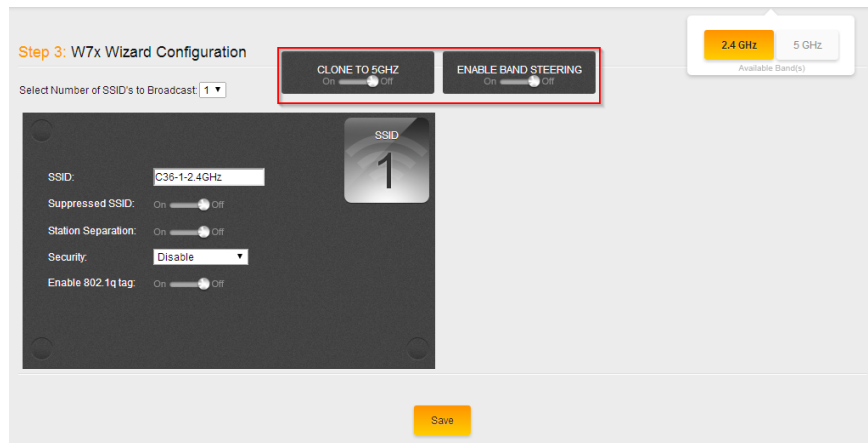 Step 3: W7x Wizard Configuration
CLONE TO 5GHZ
On Off
ENABLE BAND STEERING
On Off
2.4 GHz 5 GHz
Available Band(s)
Select Number of SSID's to Broadcast: 1
SSID
1
SSID: C36-1-2.4GHz
Suppressed SSID: On Off
Station Separation: On Off
Security: Disable
Enable 802.1q tag: On Off
Save